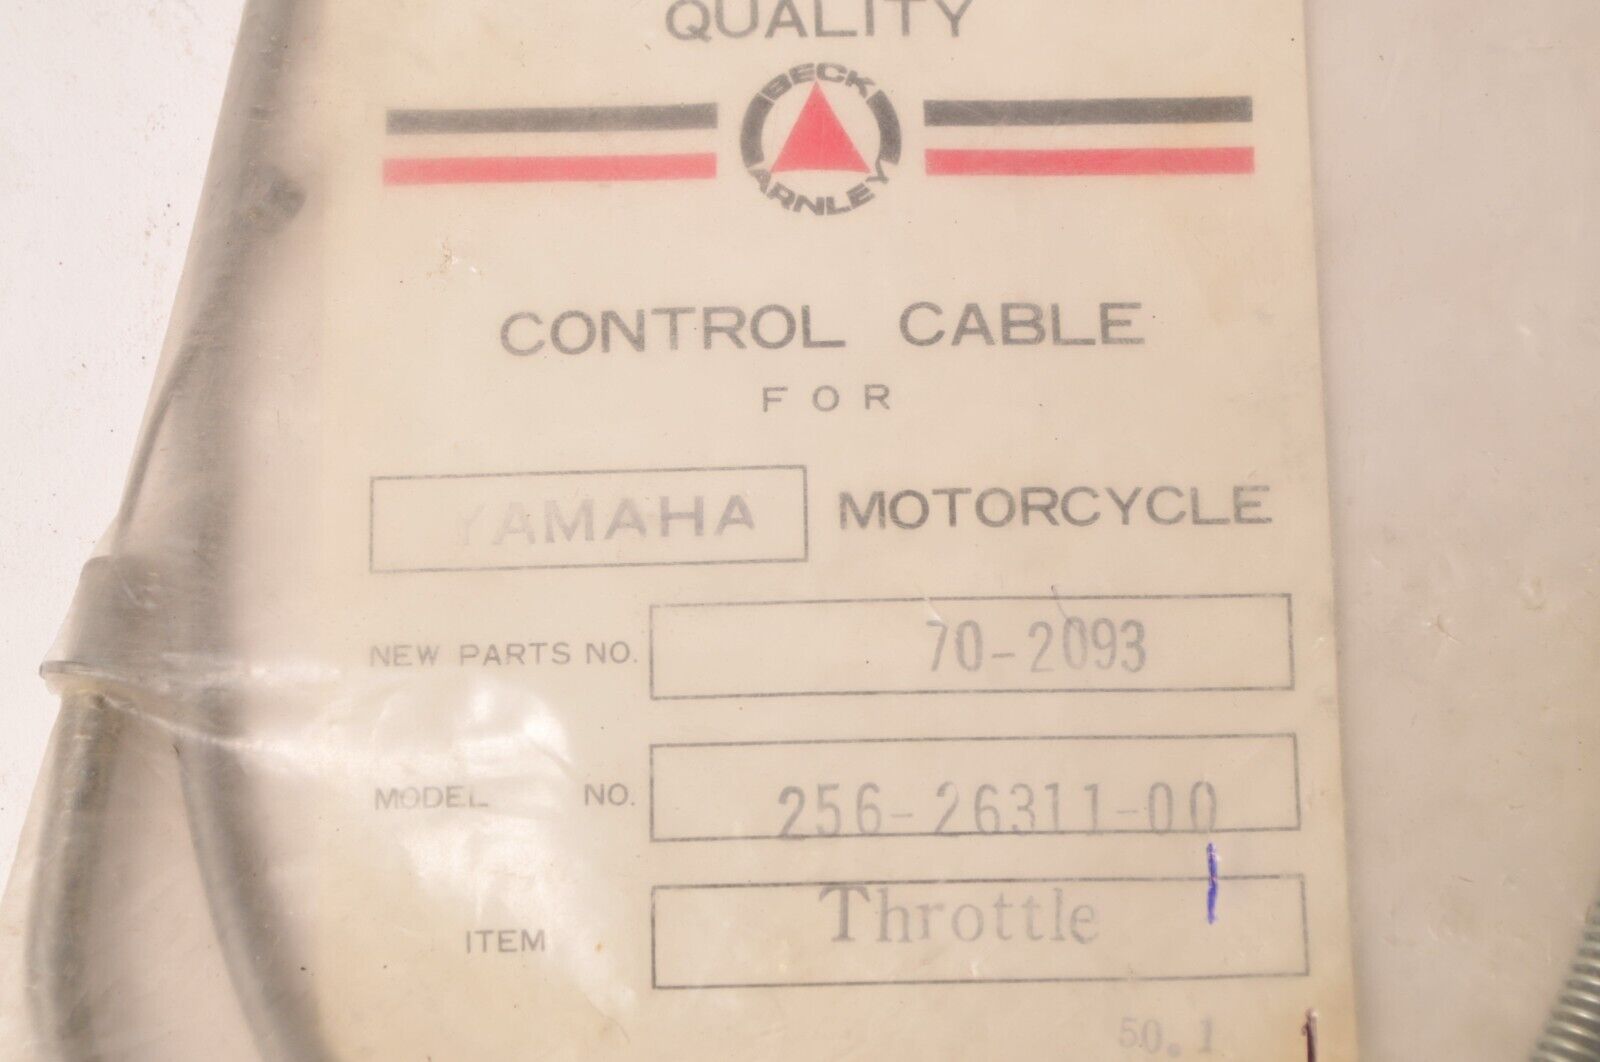 QUALITY
BECK
ARNLEY
CONTROL CABLE
FOR
YAMAHA MOTORCYCLE
NEW PARTS NO. 70-2093
MODEL NO. 256-26311-00
ITEM Throttle
50.1